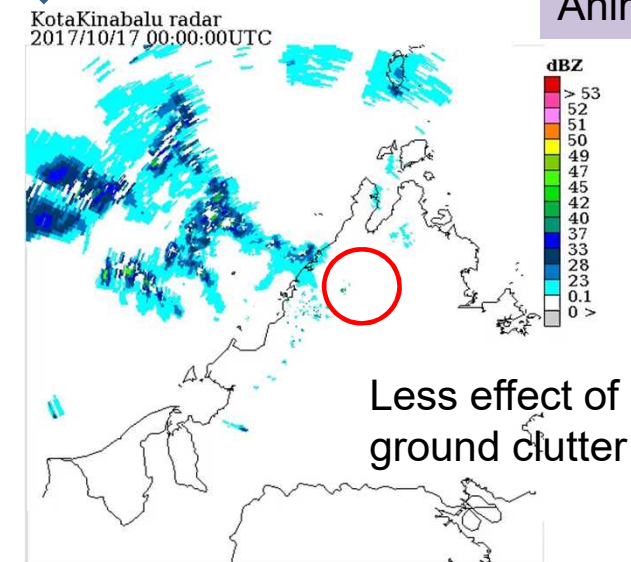 Anim
KotaKinabalu radar
2017/10/17 00:00:00UTC
dBZ
> 53
52
51
50
49
47
45
42
40
37
33
28
23
0.1
0 >
Less effect of
ground clutter